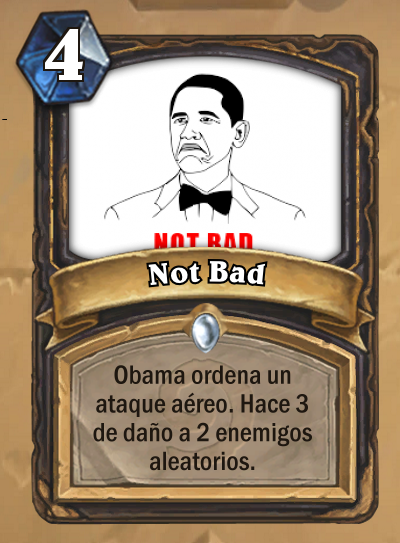 4
NOT BAD
Not Bad
Obama ordena un
ataque aéreo. Hace 3
de daño a 2 enemigos
aleatorios.